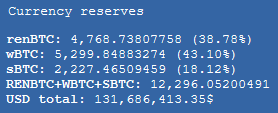 Currency reserves
renBTC: 4,768.73807758 (38.78%)
wBTC: 5,299.84883274 (43.10%)
sBTC: 2,227.46509459 (18.12%)
RENBTC+WBTC+SBTC: 12,296.05200491
USD total: 131,686,413.35$